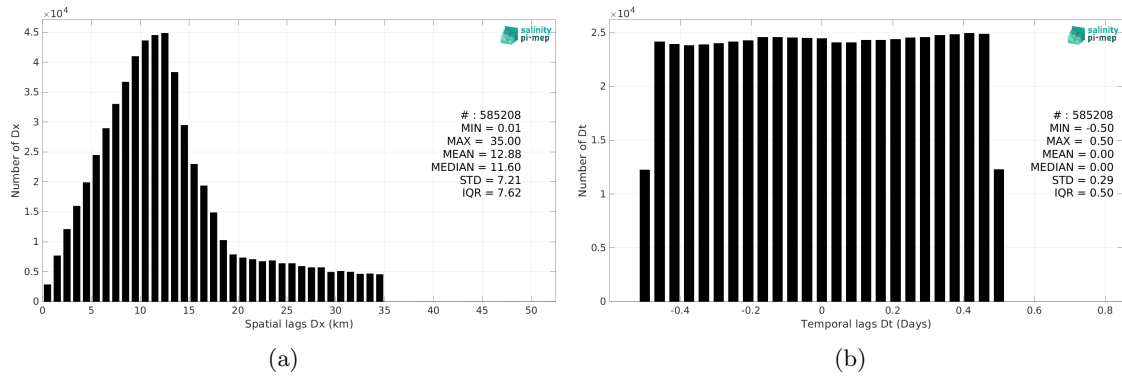 ×10⁴
4.5
4
3.5
3
2.5
2
1.5
1
0.5
0
Number of Dx
0 5 10 15 20 25 30 35 40 45 50
Spatial lags Dx (km)
salinity
pi-mep
# : 585208
MIN = 0.01
MAX = 35.00
MEAN = 12.88
MEDIAN = 11.60
STD = 7.21
IQR = 7.62
(a)
×10⁴
2.5
2
1.5
1
0.5
0
Number of Dt
-0.4 -0.2 0 0.2 0.4 0.6 0.8
Temporal lags Dt (Days)
salinity
pi-mep
# : 585208
MIN = -0.50
MAX = 0.50
MEAN = 0.00
MEDIAN = 0.00
STD = 0.29
IQR = 0.50
(b)